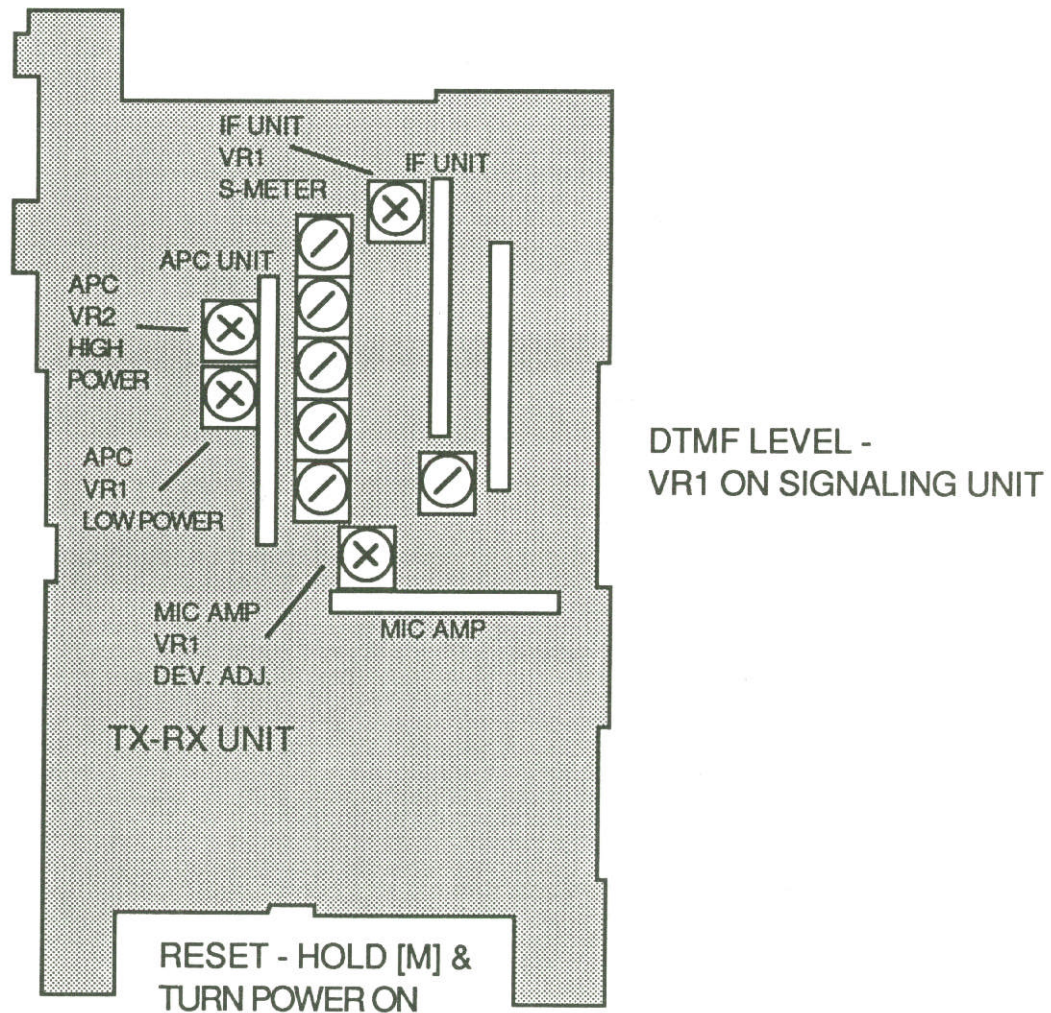 IF UNIT
VR1
S-METER
IF UNIT
APC UNIT
APC
VR2
HIGH
POWER
APC
VR1
LOW POWER
DTMF LEVEL -
VR1 ON SIGNALING UNIT
MIC AMP
VR1
DEV. ADJ.
MIC AMP
TX-RX UNIT
RESET - HOLD [M] &
TURN POWER ON